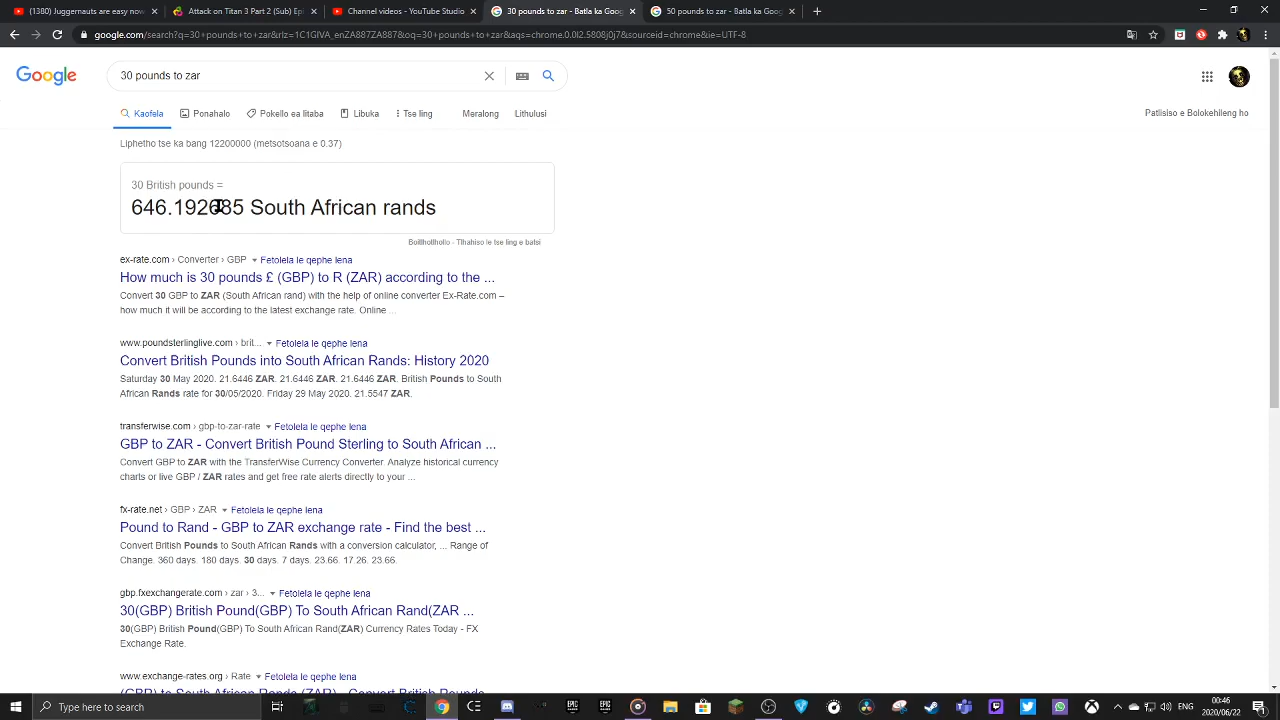 (1380) Juggernauts are easy now
Attack on Titan 3 Part 2 (Sub) Ep
Channel videos - YouTube Studio
30 pounds to zar - Batla ka Goog
50 pounds to zar - Batla ka Goog
google.com/search?q=30+pounds+to+zar&rlz=1C1GIVA_enZA887ZA887&oq=30+pounds+to+zar&aqs=chrome.0.0l2.5808j0j7&sourceid=chrome&ie=UTF-8
Google
30 pounds to zar
Kaofela
Ponahalo
Pokello ea litaba
Libuka
Tse ling
Meralong
Lithulusi
Patlisiso e Bolokehileng ho
Liphetho tse ka bang 12200000 (metsotsoana e 0.37)
30 British pounds =
646.192685 South African rands
Boitlhotlhollo - Tlhahiso le tse ling e batsi
ex-rate.com › Converter › GBP Fetolela le qephe lena
How much is 30 pounds £ (GBP) to R (ZAR) according to the ...
Convert 30 GBP to ZAR (South African rand) with the help of online converter Ex-Rate.com –
how much it will be according to the latest exchange rate. Online ...
www.poundsterlinglive.com › brit... Fetolela le qephe lena
Convert British Pounds into South African Rands: History 2020
Saturday 30 May 2020. 21.6446 ZAR. 21.6446 ZAR. 21.6446 ZAR. British Pounds to South
African Rands rate for 30/05/2020. Friday 29 May 2020. 21.5547 ZAR.
transferwise.com › gbp-to-zar-rate Fetolela le qephe lena
GBP to ZAR - Convert British Pound Sterling to South African ...
Convert GBP to ZAR with the TransferWise Currency Converter. Analyze historical currency
charts or live GBP / ZAR rates and get free rate alerts directly to your ...
fx-rate.net › GBP › ZAR Fetolela le qephe lena
Pound to Rand - GBP to ZAR exchange rate - Find the best ...
Convert British Pounds to South African Rands with a conversion calculator, ... Range of
Change. 360 days. 180 days. 30 days. 7 days. 23.66. 17.26. 23.66.
gbp.fxexchangerate.com › zar › 3... Fetolela le qephe lena
30(GBP) British Pound(GBP) To South African Rand(ZAR ...
30(GBP) British Pound(GBP) To South African Rand(ZAR) Currency Rates Today - FX
Exchange Rate.
www.exchange-rates.org › Rate Fetolela le qephe lena
(GBP) to South African Rands (ZAR) - Convert British Pounds
Type here to search
EPIC
EPIC
ENG
00:46
2020/06/22